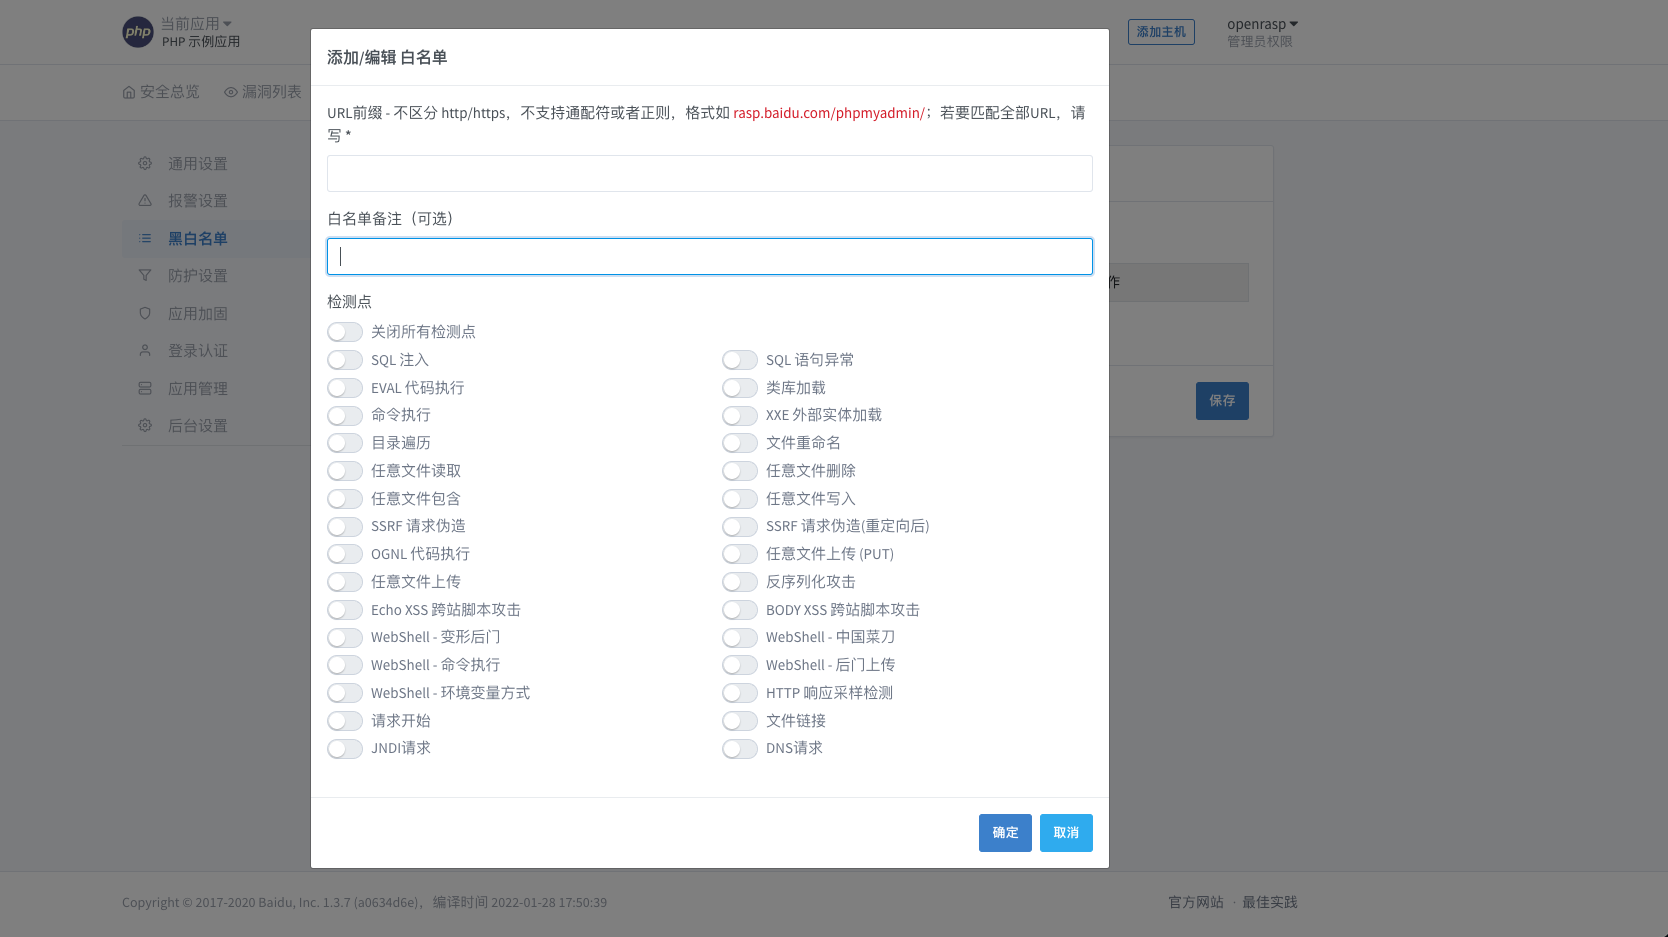 php
当前应用
PHP 示例应用
添加主机
openrasp
管理员权限
安全总览
漏洞列表
通用设置
报警设置
黑白名单
防护设置
应用加固
登录认证
应用管理
后台设置
添加/编辑 白名单
URL前缀 - 不区分 http/https，不支持通配符或者正则，格式如 rasp.baidu.com/phpmyadmin/；若要匹配全部URL，请
写 *
白名单备注（可选）
检测点
关闭所有检测点
SQL 注入
SQL 语句异常
EVAL 代码执行
类库加载
命令执行
XXE 外部实体加载
目录遍历
文件重命名
任意文件读取
任意文件删除
任意文件包含
任意文件写入
SSRF 请求伪造
SSRF 请求伪造(重定向后)
OGNL 代码执行
任意文件上传 (PUT)
任意文件上传
反序列化攻击
Echo XSS 跨站脚本攻击
BODY XSS 跨站脚本攻击
WebShell - 变形后门
WebShell - 中国菜刀
WebShell - 命令执行
WebShell - 后门上传
WebShell - 环境变量方式
HTTP 响应采样检测
请求开始
文件链接
JNDI请求
DNS请求
确定
取消
作
保存
Copyright © 2017-2020 Baidu, Inc. 1.3.7 (a0634d6e)，编译时间 2022-01-28 17:50:39
官方网站 · 最佳实践